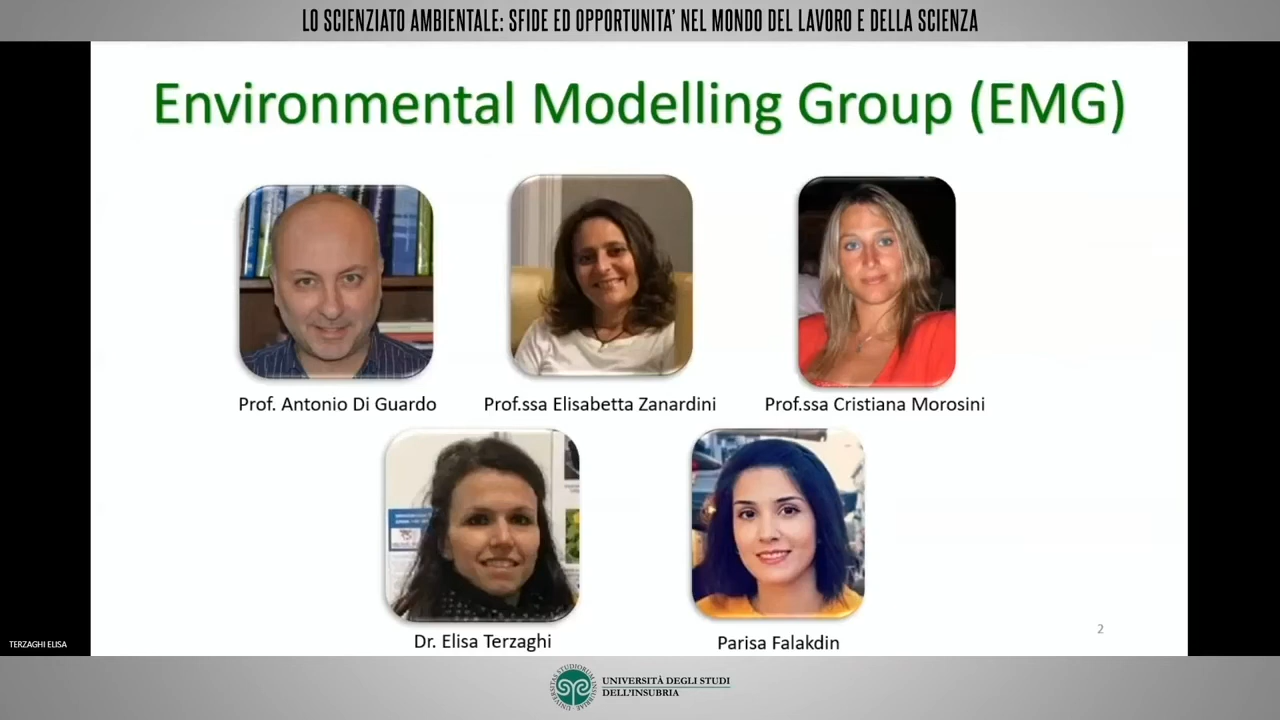 LO SCIENZIATO AMBIENTALE: SFIDE ED OPPORTUNITA' NEL MONDO DEL LAVORO E DELLA SCIENZA
Environmental Modelling Group (EMG)
Prof. Antonio Di Guardo
Prof.ssa Elisabetta Zanardini
Prof.ssa Cristiana Morosini
Dr. Elisa Terzaghi
Parisa Falakdin
2
TERZAGHI ELISA
UNIVERSITÀ DEGLI STUDI
DELL'INSUBRIA